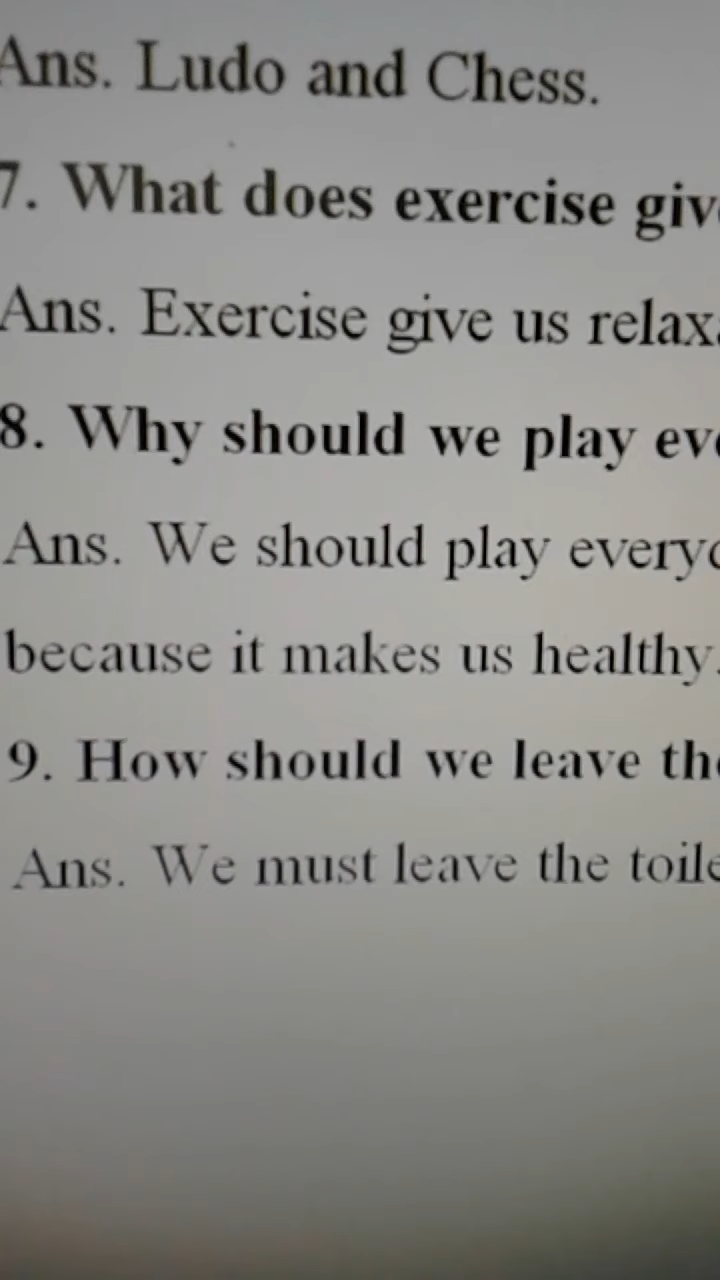 Ans. Ludo and Chess.
7. What does exercise
Ans. Exercise give us
8. Why should we play
Ans. We should play
because it makes us healthy.
9. How should we leave
Ans. We must leave the